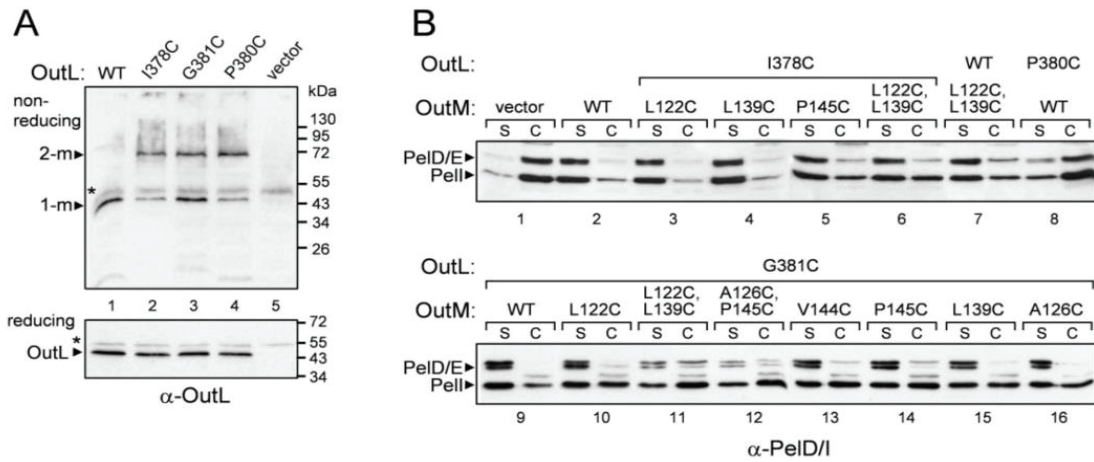 A
OutL: WT I378C G381C P380C vector
non-
reducing
kDa
130
95
2-m
72
*
55
1-m
43
34
26
1 2 3 4 5
reducing
72
*
55
OutL
43
34
α-OutL
B
OutL: I378C WT P380C
OutM: vector WT L122C L139C P145C L122C, L139C L122C, L139C WT
S C S C S C S C S C S C S C S C
PelD/E
PelI
1 2 3 4 5 6 7 8
OutL: G381C
OutM: WT L122C L122C, L139C A126C, P145C V144C P145C L139C A126C
S C S C S C S C S C S C S C S C
PelD/E
PelI
9 10 11 12 13 14 15 16
α-PelD/I